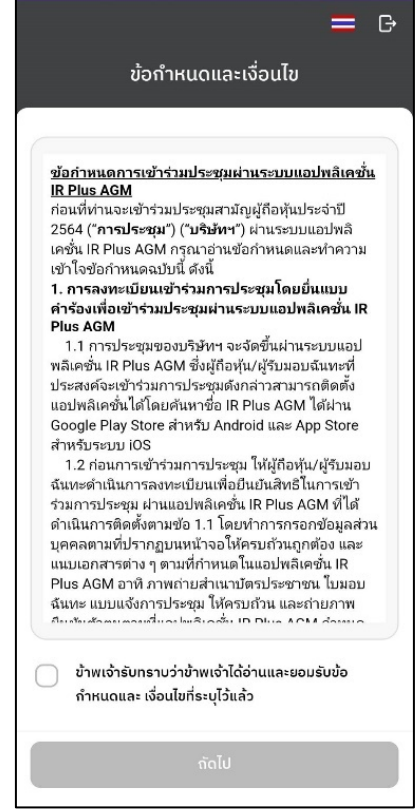 ข้อกำหนดและเงื่อนไข
ข้อกำหนดการเข้าร่วมประชุมผ่านระบบแอปพลิเคชั่น
IR Plus AGM
ก่อนที่ท่านจะเข้าร่วมประชุมสามัญผู้ถือหุ้นประจำปี
2564 ("การประชุม") ("บริษัทฯ") ผ่านระบบแอปพลิ
เคชั่น IR Plus AGM กรุณาอ่านข้อกำหนดและทำความ
เข้าใจข้อกำหนดฉบับนี้ ดังนี้
1. การลงทะเบียนเข้าร่วมการประชุมโดยยื่นแบบ
คำร้องเพื่อเข้าร่วมประชุมผ่านระบบแอปพลิเคชั่น IR
Plus AGM
1.1 การประชุมของบริษัทฯ จะจัดขึ้นผ่านระบบแอป
พลิเคชั่น IR Plus AGM ซึ่งผู้ถือหุ้น/ผู้รับมอบฉันทะที่
ประสงค์จะเข้าร่วมการประชุมดังกล่าวสามารถติดตั้ง
แอปพลิเคชั่นได้โดยค้นหาชื่อ IR Plus AGM ได้ผ่าน
Google Play Store สำหรับ Android และ App Store
สำหรับระบบ iOS
1.2 ก่อนการเข้าร่วมการประชุม ให้ผู้ถือหุ้น/ผู้รับมอบ
ฉันทะดำเนินการลงทะเบียนเพื่อยืนยันสิทธิในการเข้า
ร่วมการประชุม ผ่านแอปพลิเคชั่น IR Plus AGM ที่ได้
ดำเนินการติดตั้งตามข้อ 1.1 โดยทำการกรอกข้อมูลส่วน
บุคคลตามที่ปรากฏบนหน้าจอให้ครบถ้วนถูกต้อง และ
แนบเอกสารต่าง ๆ ตามที่กำหนดในแอปพลิเคชั่น IR
Plus AGM อาทิ ภาพถ่ายสำเนาบัตรประชาชน ใบมอบ
ฉันทะ แบบแจ้งการประชุม ให้ครบถ้วน และถ่ายภาพ
ข้าพเจ้ารับทราบว่าข้าพเจ้าได้อ่านและยอมรับข้อ
กำหนดและ เงื่อนไขที่ระบุไว้แล้ว
ถัดไป